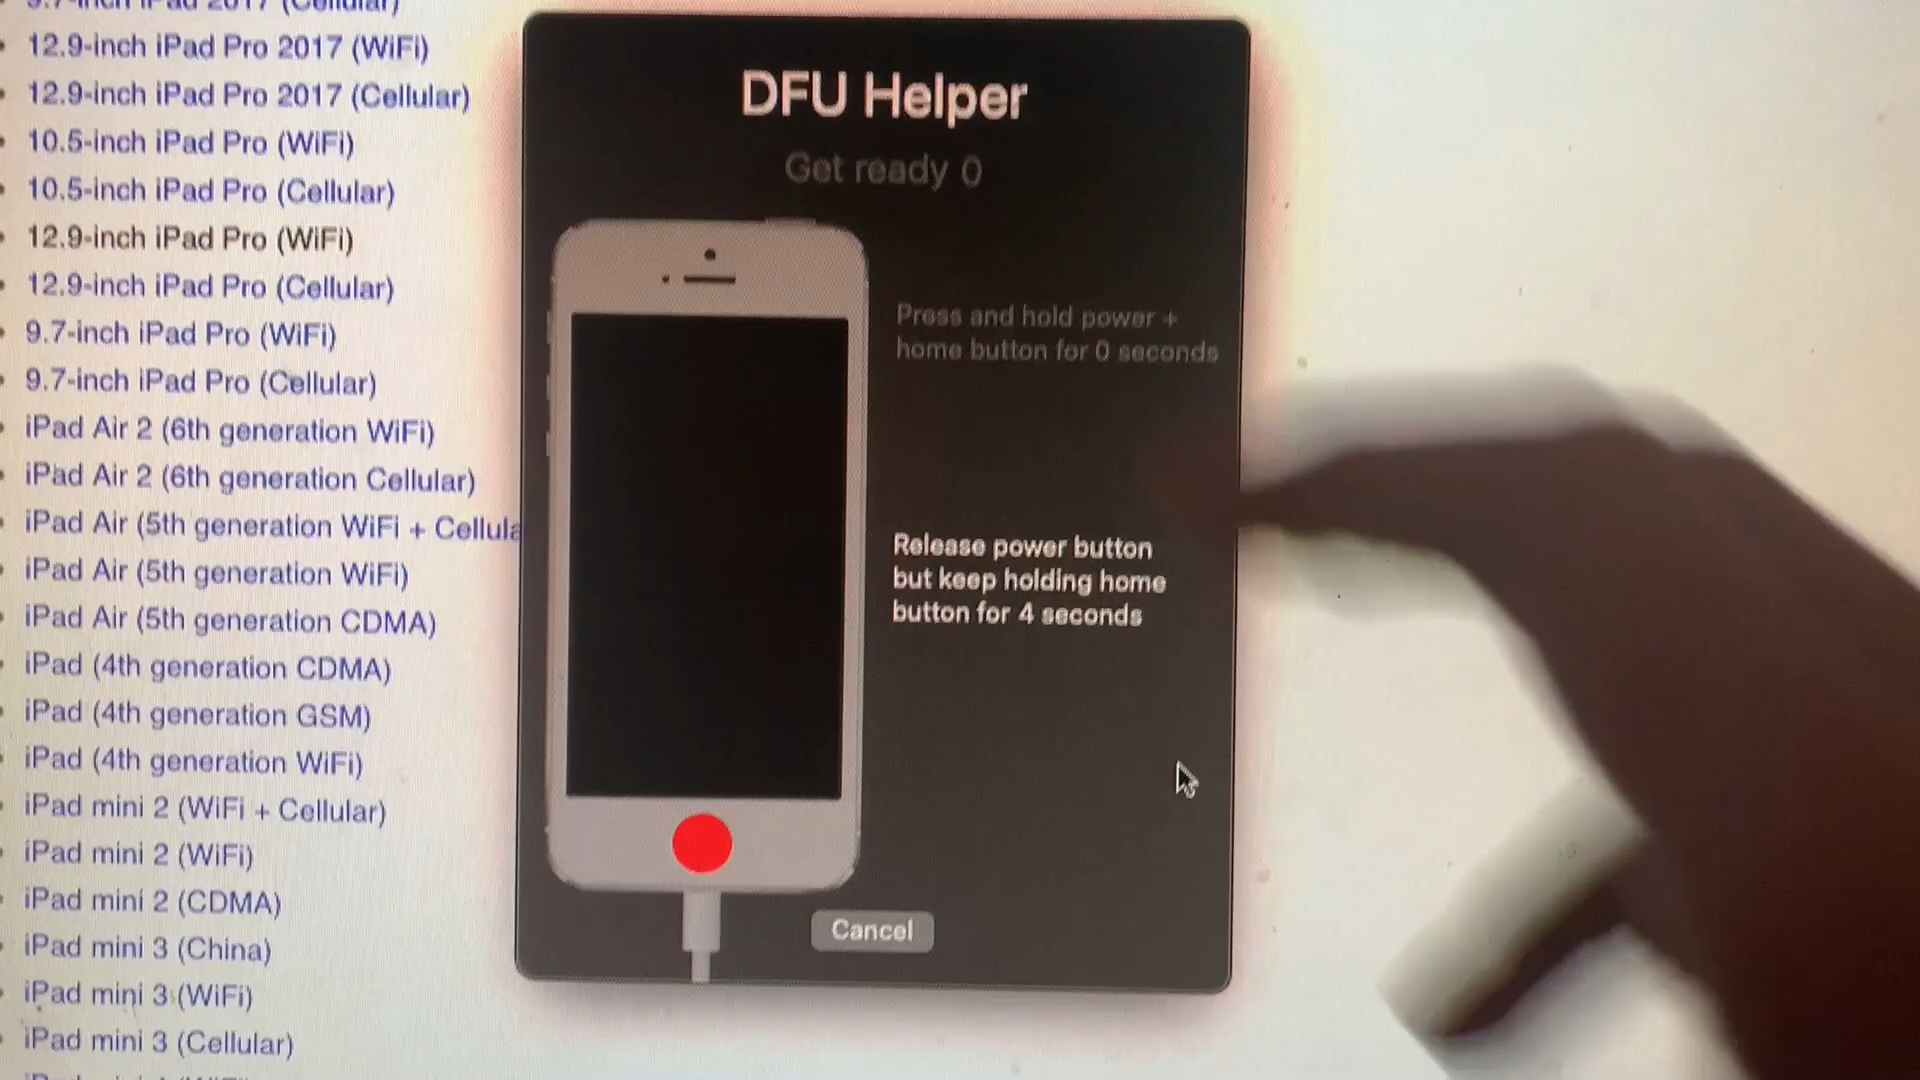 9.7-inch iPad 2017 (Cellular)
12.9-inch iPad Pro 2017 (WiFi)
12.9-inch iPad Pro 2017 (Cellular)
10.5-inch iPad Pro (WiFi)
10.5-inch iPad Pro (Cellular)
12.9-inch iPad Pro (WiFi)
12.9-inch iPad Pro (Cellular)
9.7-inch iPad Pro (WiFi)
9.7-inch iPad Pro (Cellular)
iPad Air 2 (6th generation WiFi)
iPad Air 2 (6th generation Cellular)
iPad Air (5th generation WiFi + Cellula
iPad Air (5th generation WiFi)
iPad Air (5th generation CDMA)
iPad (4th generation CDMA)
iPad (4th generation GSM)
iPad (4th generation WiFi)
iPad mini 2 (WiFi + Cellular)
iPad mini 2 (WiFi)
iPad mini 2 (CDMA)
iPad mini 3 (China)
iPad mini 3 (WiFi)
iPad mini 3 (Cellular)
DFU Helper
Get ready 0
Press and hold power +
home button for 0 seconds
Release power button
but keep holding home
button for 4 seconds
Cancel